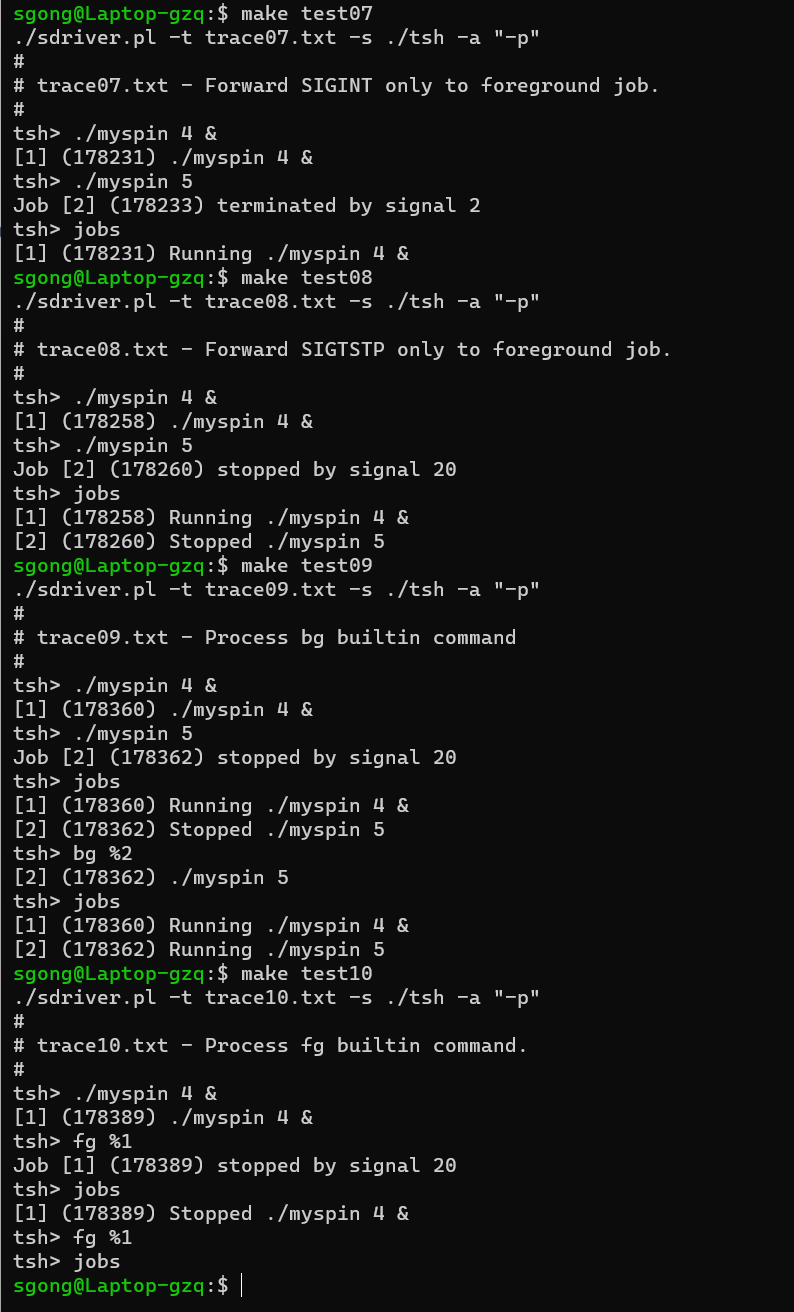 sgong@Laptop-gzq:$ make test07
./sdriver.pl -t trace07.txt -s ./tsh -a "-p"
#
# trace07.txt - Forward SIGINT only to foreground job.
#
tsh> ./myspin 4 &
[1] (178231) ./myspin 4 &
tsh> ./myspin 5
Job [2] (178233) terminated by signal 2
tsh> jobs
[1] (178231) Running ./myspin 4 &
sgong@Laptop-gzq:$ make test08
./sdriver.pl -t trace08.txt -s ./tsh -a "-p"
#
# trace08.txt - Forward SIGTSTP only to foreground job.
#
tsh> ./myspin 4 &
[1] (178258) ./myspin 4 &
tsh> ./myspin 5
Job [2] (178260) stopped by signal 20
tsh> jobs
[1] (178258) Running ./myspin 4 &
[2] (178260) Stopped ./myspin 5
sgong@Laptop-gzq:$ make test09
./sdriver.pl -t trace09.txt -s ./tsh -a "-p"
#
# trace09.txt - Process bg builtin command
#
tsh> ./myspin 4 &
[1] (178360) ./myspin 4 &
tsh> ./myspin 5
Job [2] (178362) stopped by signal 20
tsh> jobs
[1] (178360) Running ./myspin 4 &
[2] (178362) Stopped ./myspin 5
tsh> bg %2
[2] (178362) ./myspin 5
tsh> jobs
[1] (178360) Running ./myspin 4 &
[2] (178362) Running ./myspin 5
sgong@Laptop-gzq:$ make test10
./sdriver.pl -t trace10.txt -s ./tsh -a "-p"
#
# trace10.txt - Process fg builtin command.
#
tsh> ./myspin 4 &
[1] (178389) ./myspin 4 &
tsh> fg %1
Job [1] (178389) stopped by signal 20
tsh> jobs
[1] (178389) Stopped ./myspin 4 &
tsh> fg %1
tsh> jobs
sgong@Laptop-gzq:$